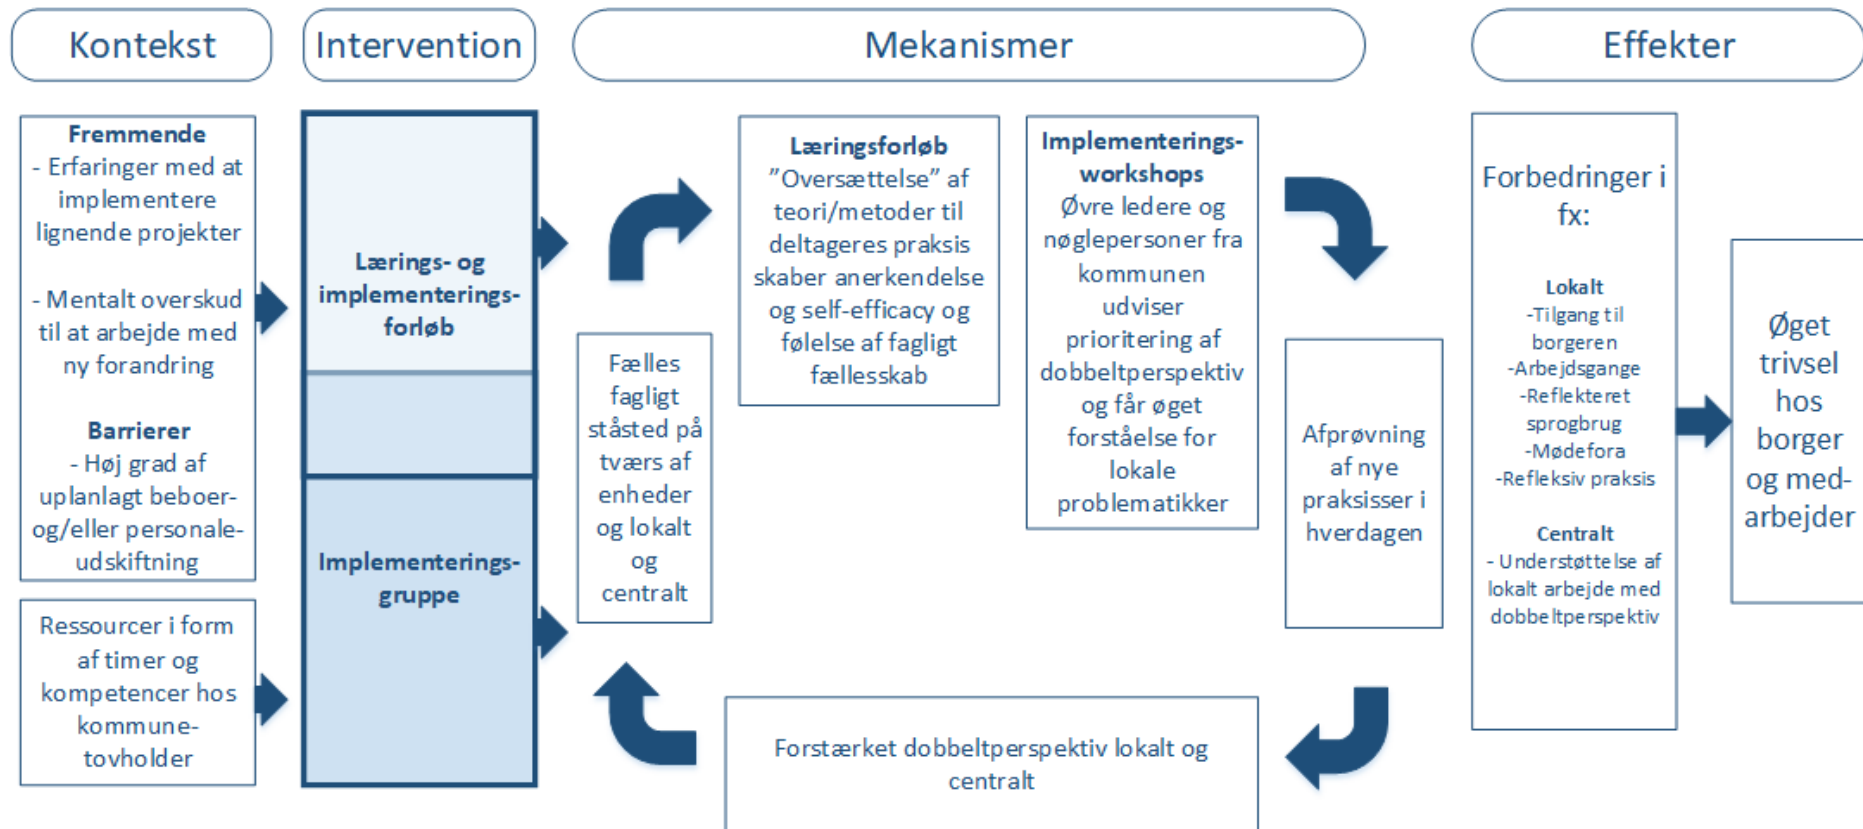 Kontekst
Intervention
Mekanismer
Effekter
Fremmende
- Erfaringer med at
implementere
lignende projekter
- Mentalt overskud
til at arbejde med
ny forandring
Barrierer
- Høj grad af
uplanlagt beboer-
og/eller personale-
udskiftning
Ressourcer i form
af timer og
kompetencer hos
kommune-
tovholder
Lærings- og
implementerings-
forløb
Implementerings-
gruppe
Fælles
fagligt
ståsted på
tværs af
enheder
og lokalt
og
centralt
Læringsforløb
”Oversættelse” af
teori/metoder til
deltageres praksis
skaber anerkendelse
og self-efficacy og
følelse af fagligt
fællesskab
Implementerings-
workshops
Øvre ledere og
nøglepersoner fra
kommunen
udviser
prioritering af
dobbeltperspektiv
og får øget
forståelse for
lokale
problematikker
Afprøvning
af nye
praksisser i
hverdagen
Forstærket dobbeltperspektiv lokalt og
centralt
Forbedringer i
fx:
Lokalt
-Tilgang til
borgeren
-Arbejdsgange
-Reflekteret
sprogbrug
-Mødefora
-Refleksiv praksis
Centralt
- Understøttelse af
lokalt arbejde med
dobbeltperspektiv
Øget
trivsel
hos
borger
og med-
arbejder